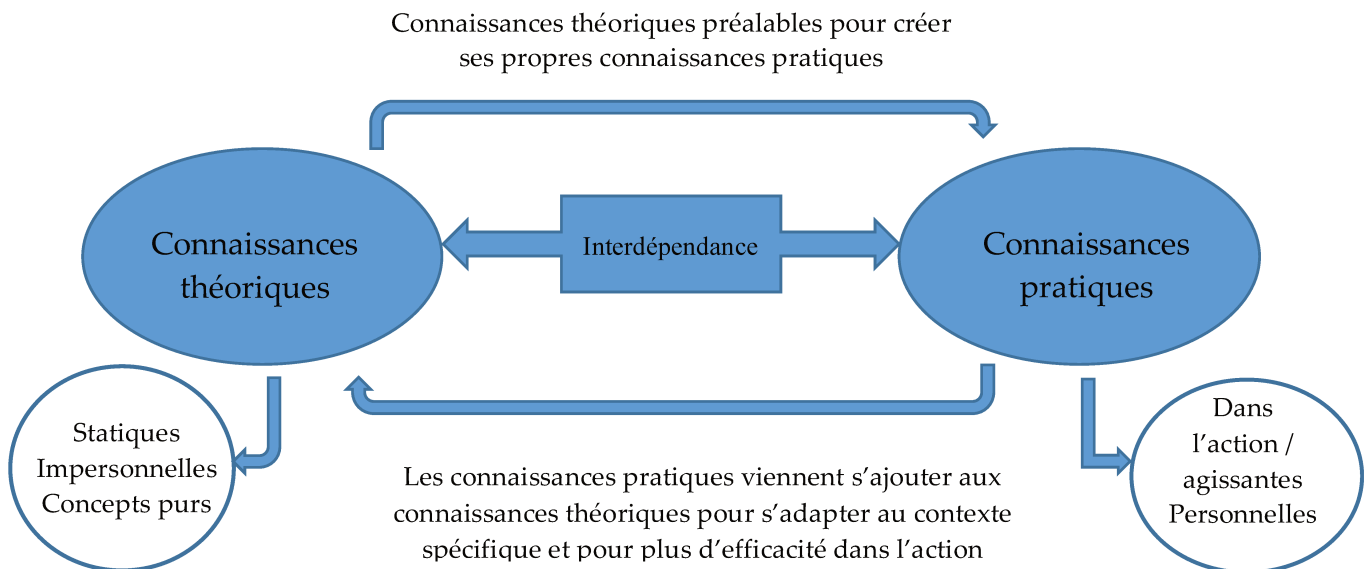 Connaissances théoriques préalables pour créer
ses propres connaissances pratiques
Connaissances
théoriques
Interdépendance
Connaissances
pratiques
Statiques
Impersonnelles
Concepts purs
Les connaissances pratiques viennent s’ajouter aux
connaissances théoriques pour s’adapter au contexte
spécifique et pour plus d’efficacité dans l’action
Dans
l’action /
agissantes
Personnelles